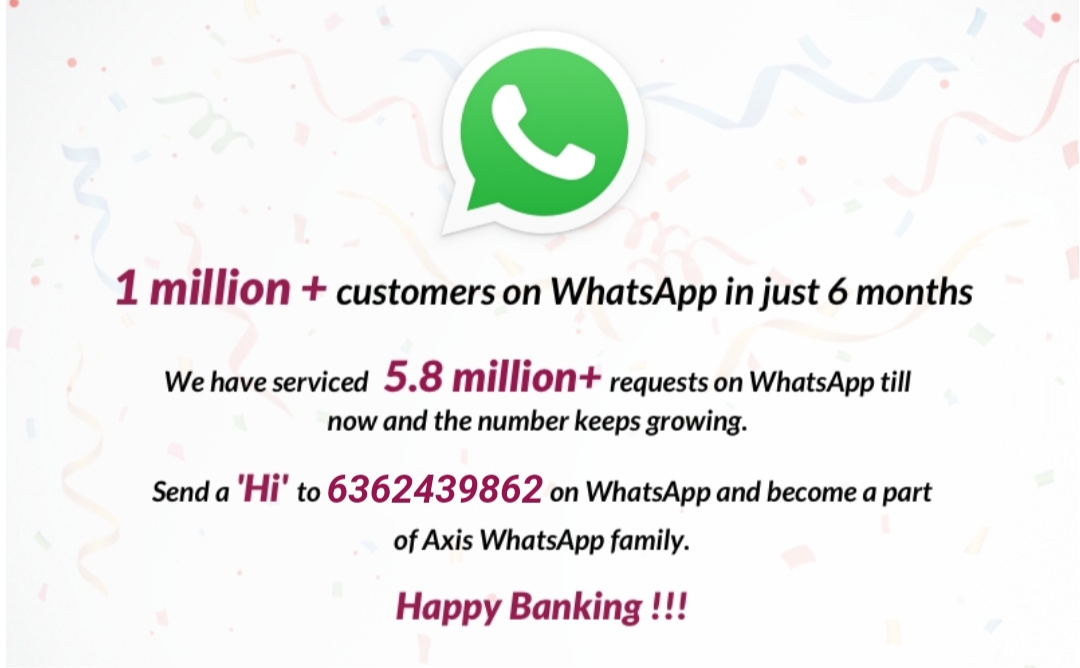 1 million + customers on WhatsApp in just 6 months
We have serviced 5.8 million+ requests on WhatsApp till
now and the number keeps growing.
Send a 'Hi' to 6362439862 on WhatsApp and become a part
of Axis WhatsApp family.
Happy Banking !!!